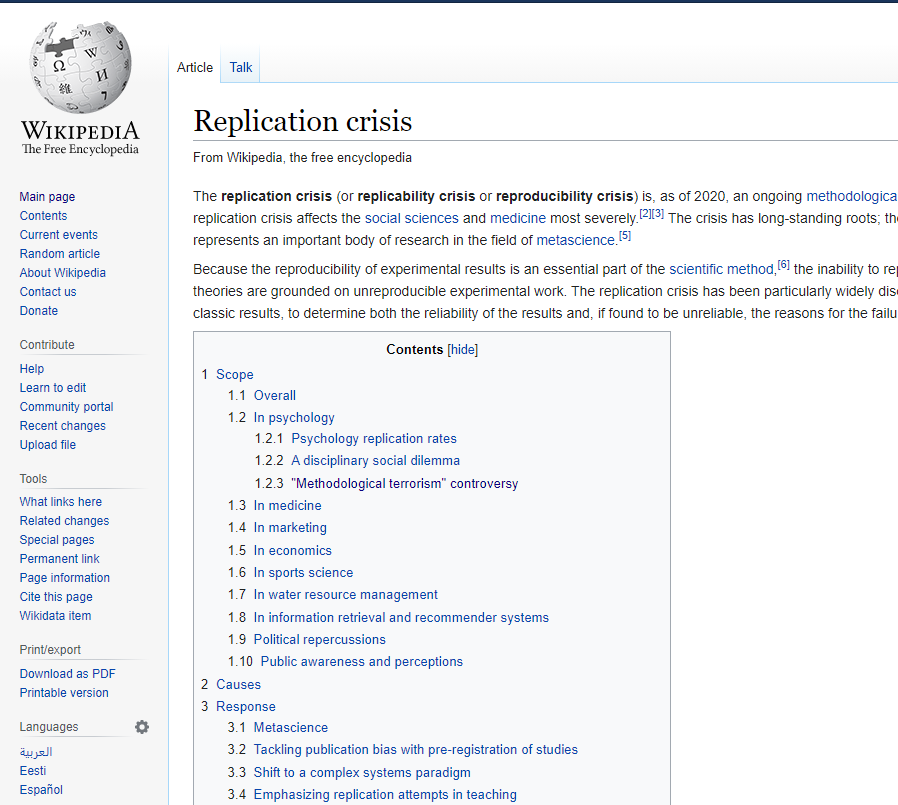 WIKIPEDIA
The Free Encyclopedia
Main page
Contents
Current events
Random article
About Wikipedia
Contact us
Donate
Contribute
Help
Learn to edit
Community portal
Recent changes
Upload file
Tools
What links here
Related changes
Special pages
Permanent link
Page information
Cite this page
Wikidata item
Print/export
Download as PDF
Printable version
Languages
العربية
Eesti
Español
Article Talk
Replication crisis
From Wikipedia, the free encyclopedia
The replication crisis (or replicability crisis or reproducibility crisis) is, as of 2020, an ongoing methodologica
replication crisis affects the social sciences and medicine most severely.[2][3] The crisis has long-standing roots; th
represents an important body of research in the field of metascience.[5]
Because the reproducibility of experimental results is an essential part of the scientific method,[6] the inability to rep
theories are grounded on unreproducible experimental work. The replication crisis has been particularly widely dis
classic results, to determine both the reliability of the results and, if found to be unreliable, the reasons for the failu
Contents [hide]
1 Scope
1.1 Overall
1.2 In psychology
1.2.1 Psychology replication rates
1.2.2 A disciplinary social dilemma
1.2.3 "Methodological terrorism" controversy
1.3 In medicine
1.4 In marketing
1.5 In economics
1.6 In sports science
1.7 In water resource management
1.8 In information retrieval and recommender systems
1.9 Political repercussions
1.10 Public awareness and perceptions
2 Causes
3 Response
3.1 Metascience
3.2 Tackling publication bias with pre-registration of studies
3.3 Shift to a complex systems paradigm
3.4 Emphasizing replication attempts in teaching